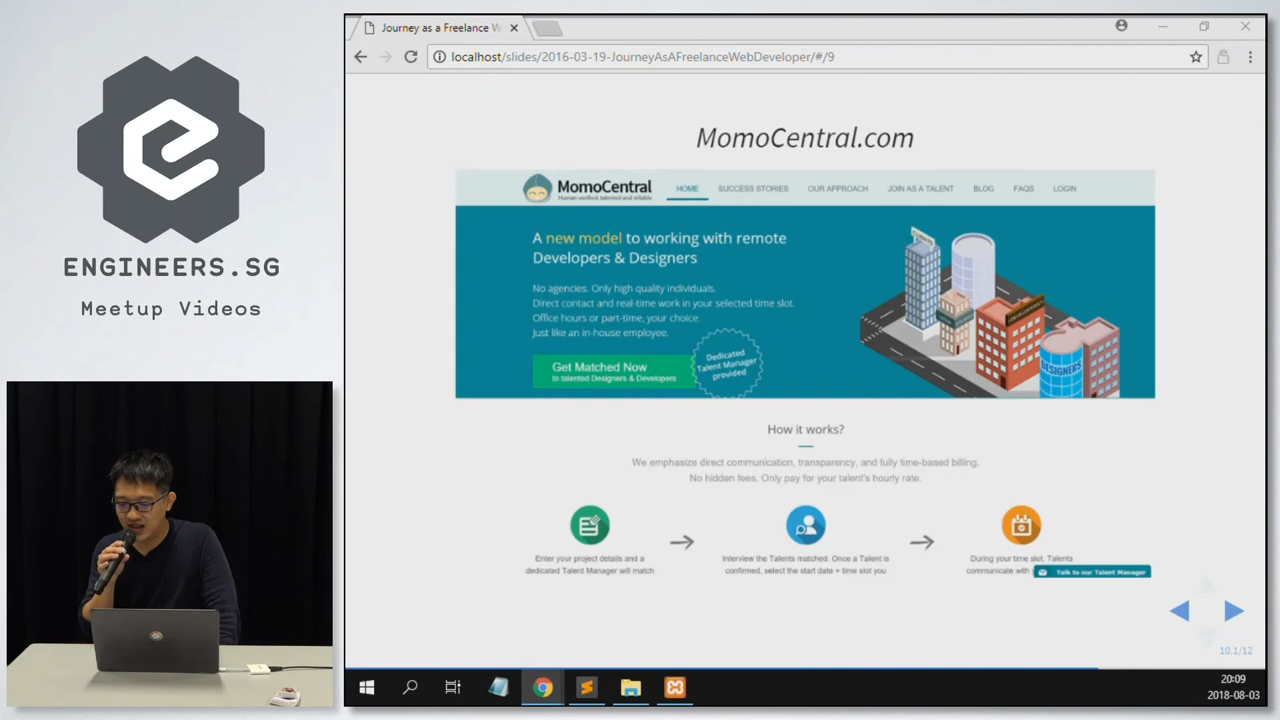 ENGINEERS.SG
Meetup Videos
Journey as a Freelance W
localhost/slides/2016-03-19-JourneyAsAFreelanceWebDeveloper/#/9
MomoCentral.com
MomoCentral
Human-verified, talented and reliable
HOME SUCCESS STORIES OUR APPROACH JOIN AS A TALENT BLOG FAQS LOGIN
A new model to working with remote
Developers & Designers
No agencies. Only high quality individuals.
Direct contact and real-time work in your selected time slot.
Office hours or part-time, your choice.
Just like an in-house employee.
Get Matched Now
to talented Designers & Developers
Dedicated
Talent Manager
provided
DESIGNERS
How it works?
We emphasize direct communication, transparency, and fully time-based billing.
No hidden fees. Only pay for your talent's hourly rate.
Enter your project details and a
dedicated Talent Manager will match
Interview the Talents matched. Once a Talent is
confirmed, select the start date + time slot you
During your time slot, Talents
communicate with
Talk to our Talent Manager
10.1/12
20:09
2018-08-03